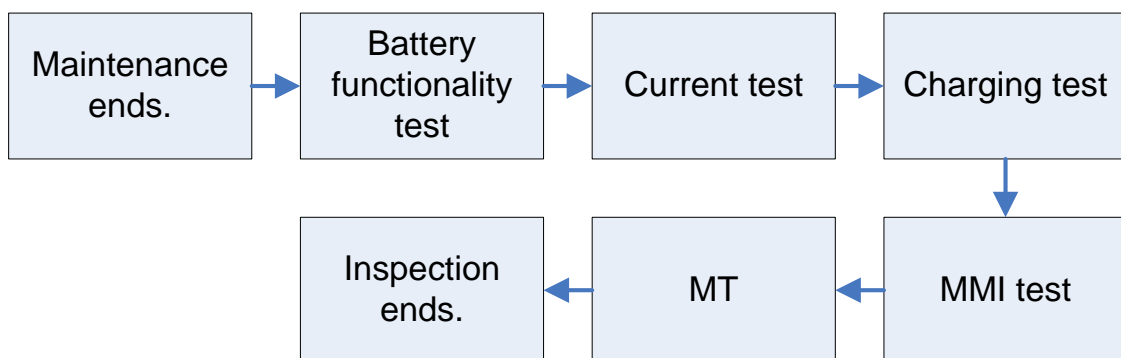 Maintenance
ends.
Battery
functionality
test
Current test
Charging test
MMI test
MT
Inspection
ends.